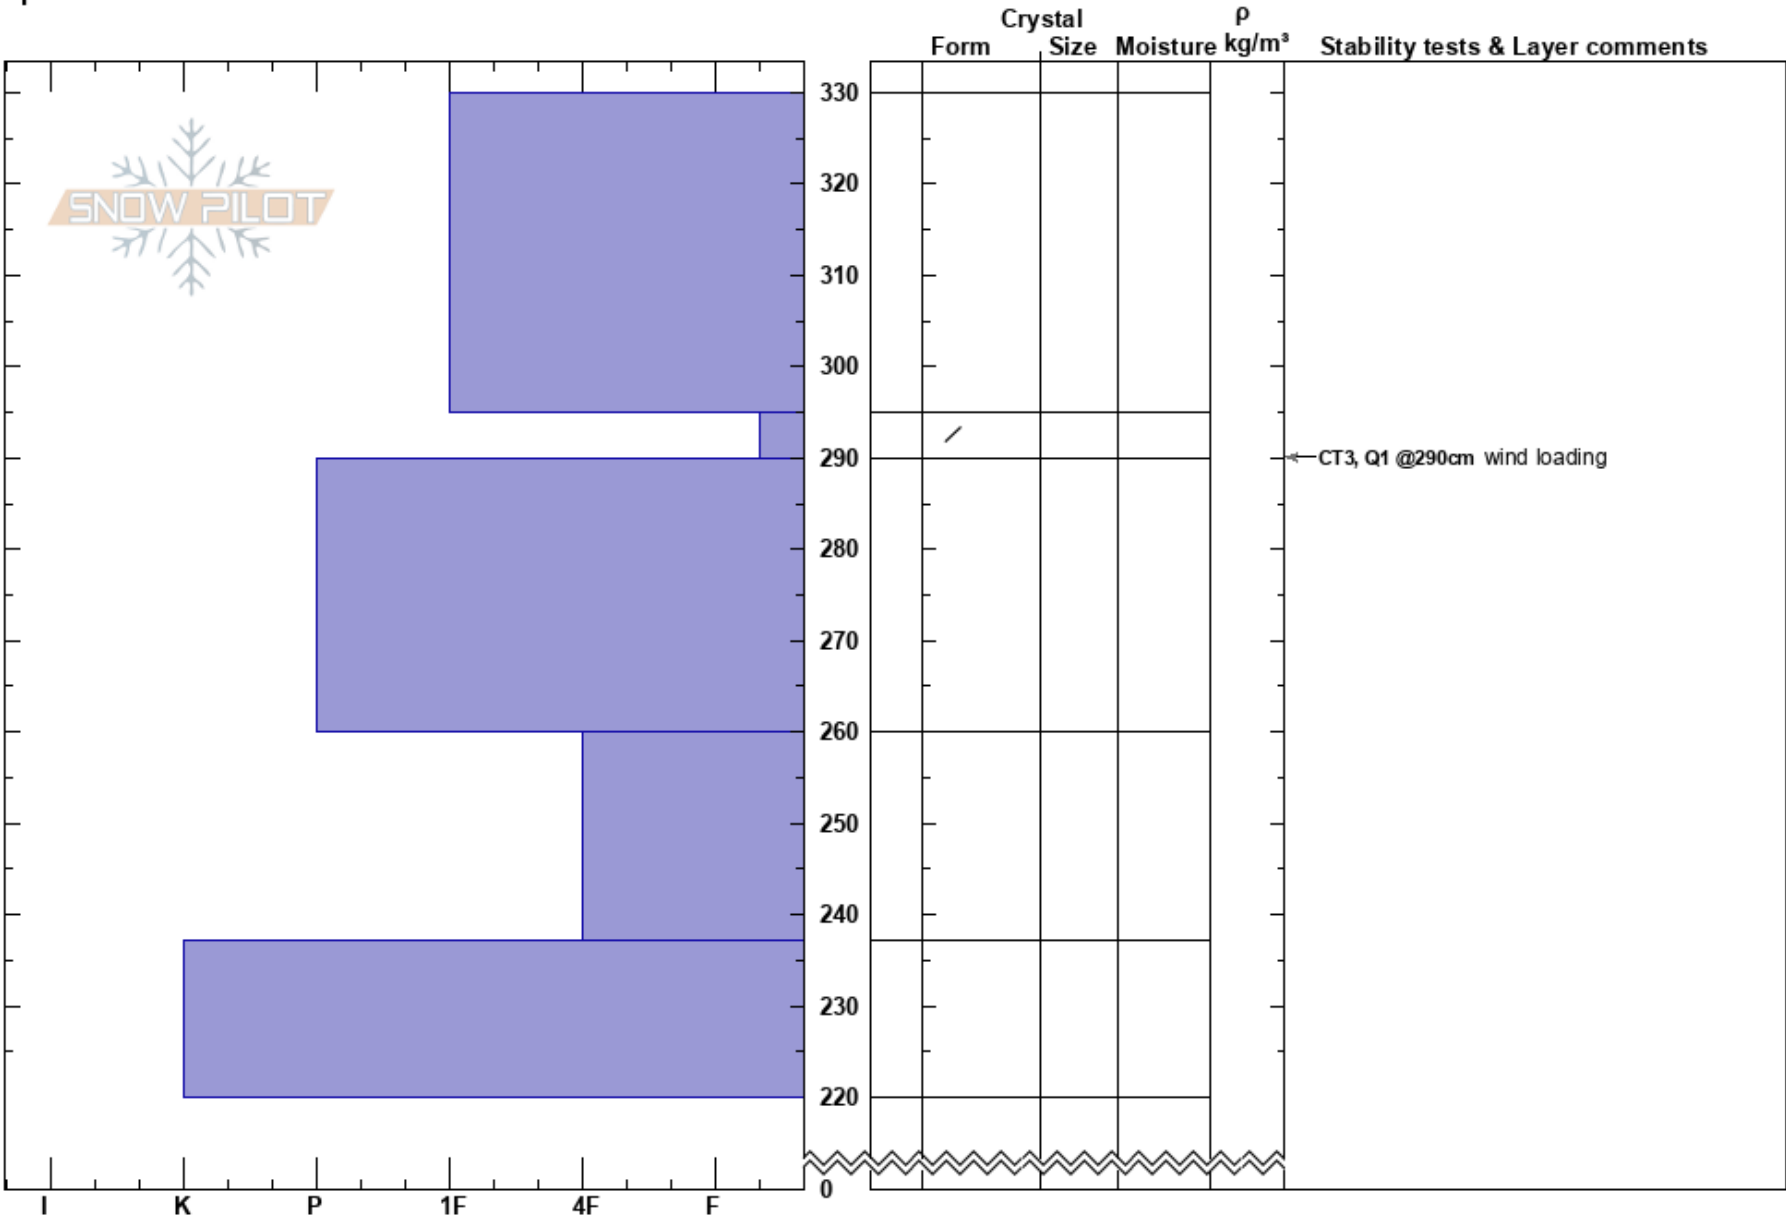 Crystal ρ
Form Size Moisture kg/m³ Stability tests & Layer comments
330
SNOW PILOT
320
310
300
290 CT3, Q1 @290cm wind loading
280
270
260
250
240
230
220
0
I K P 1F 4F F